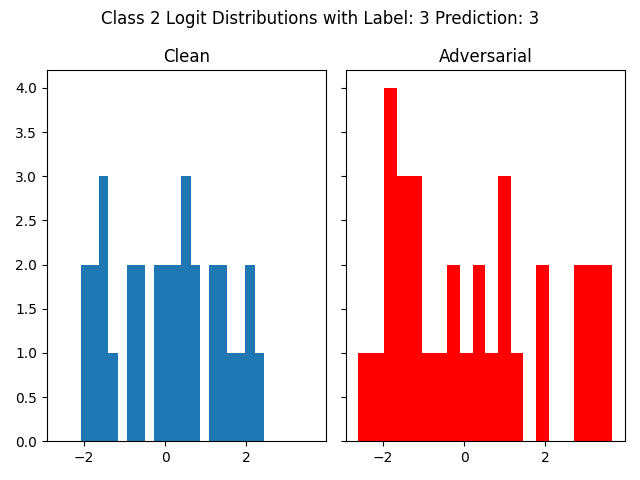 Class 2 Logit Distributions with Label: 3 Prediction: 3
Clean
Adversarial
4.0
3.5
3.0
2.5
2.0
1.5
1.0
0.5
0.0
−2 0 2
−2 0 2